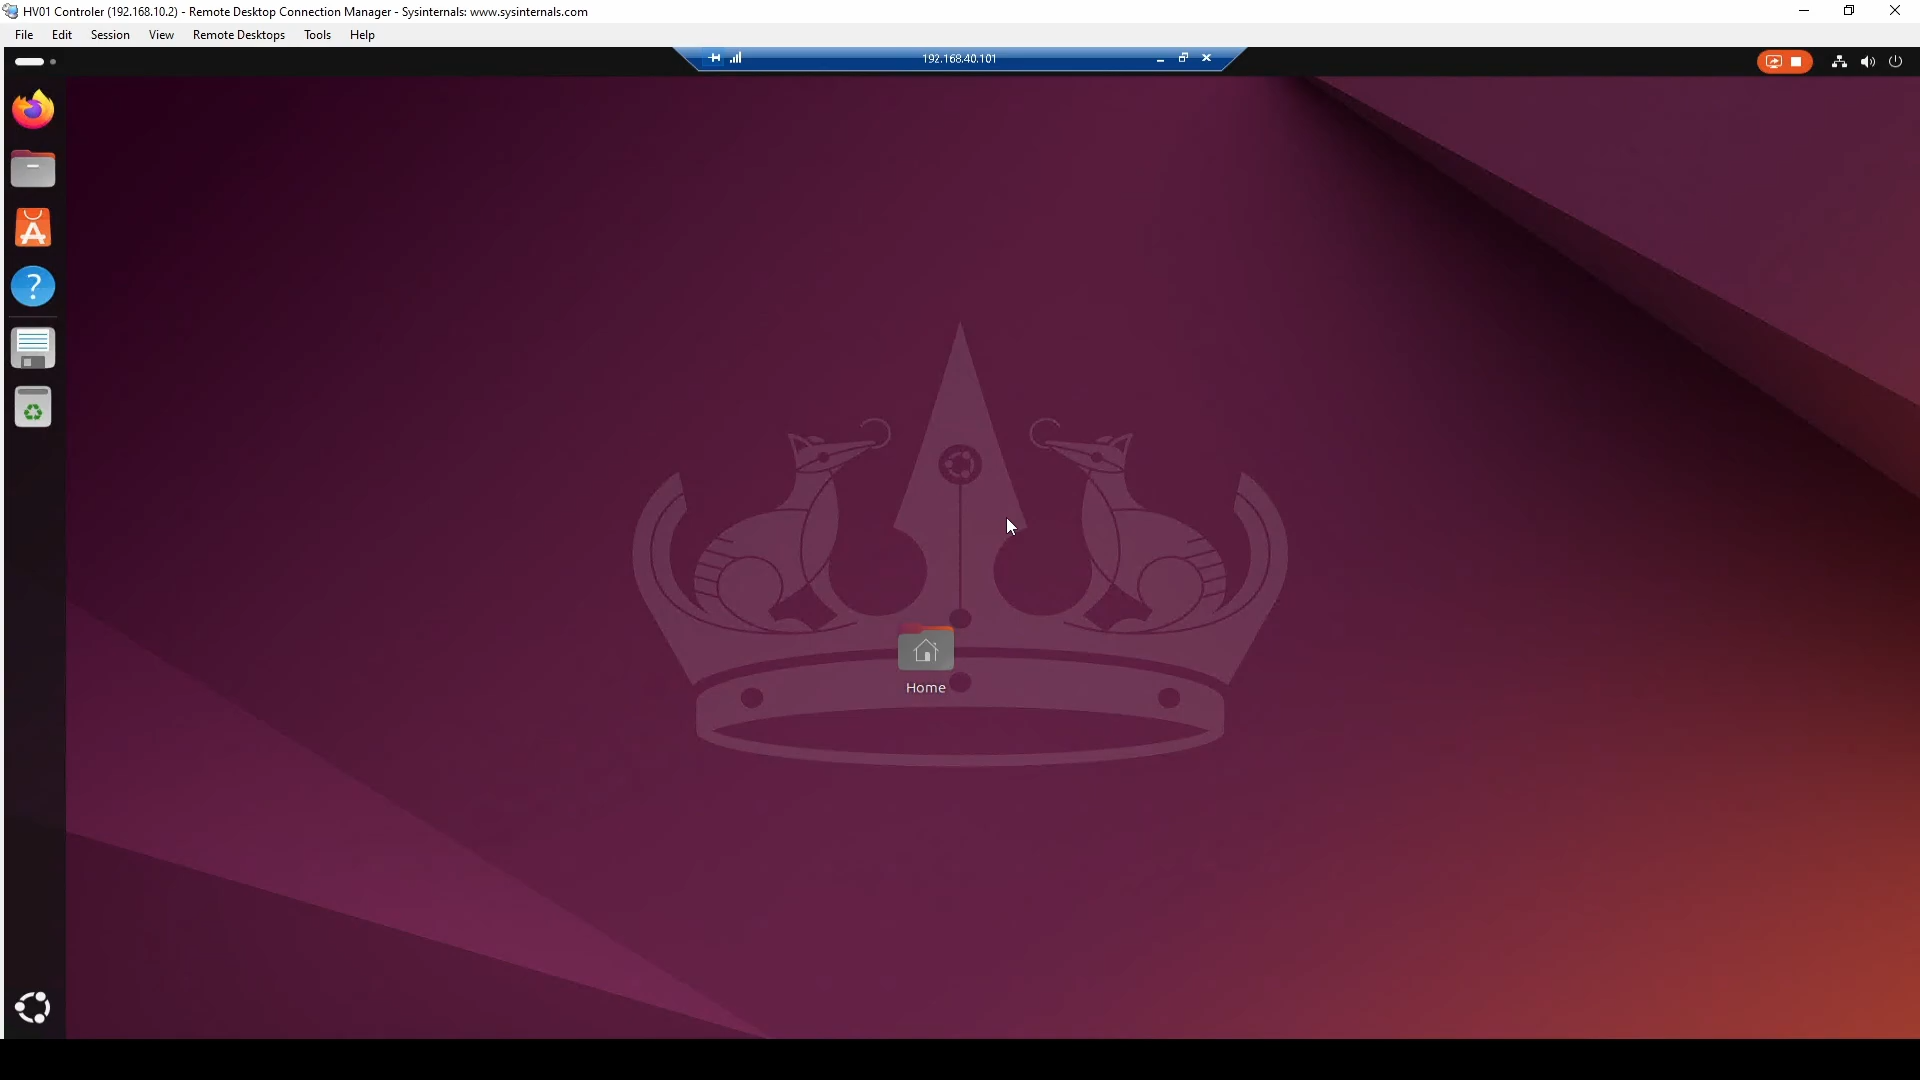 HV01 Controler (192.168.10.2) - Remote Desktop Connection Manager - Sysinternals: www.sysinternals.com
File Edit Session View Remote Desktops Tools Help
192.168.40.101
Home